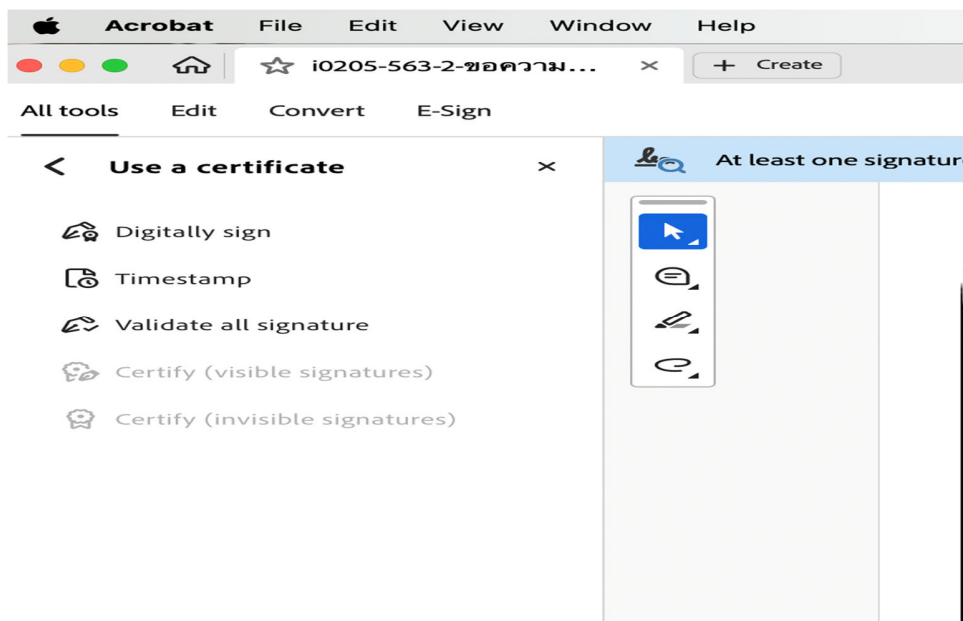 Acrobat File Edit View Window Help
i0205-563-2-ขอความ... × + Create
All tools Edit Convert E-Sign
Use a certificate ×
At least one signatur
Digitally sign
Timestamp
Validate all signature
Certify (visible signatures)
Certify (invisible signatures)